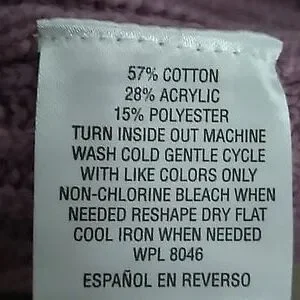 57% COTTON
28% ACRYLIC
15% POLYESTER
TURN INSIDE OUT MACHINE
WASH COLD GENTLE CYCLE
WITH LIKE COLORS ONLY
NON-CHLORINE BLEACH WHEN
NEEDED RESHAPE DRY FLAT
COOL IRON WHEN NEEDED
WPL 8046
ESPAÑOL EN REVERSO